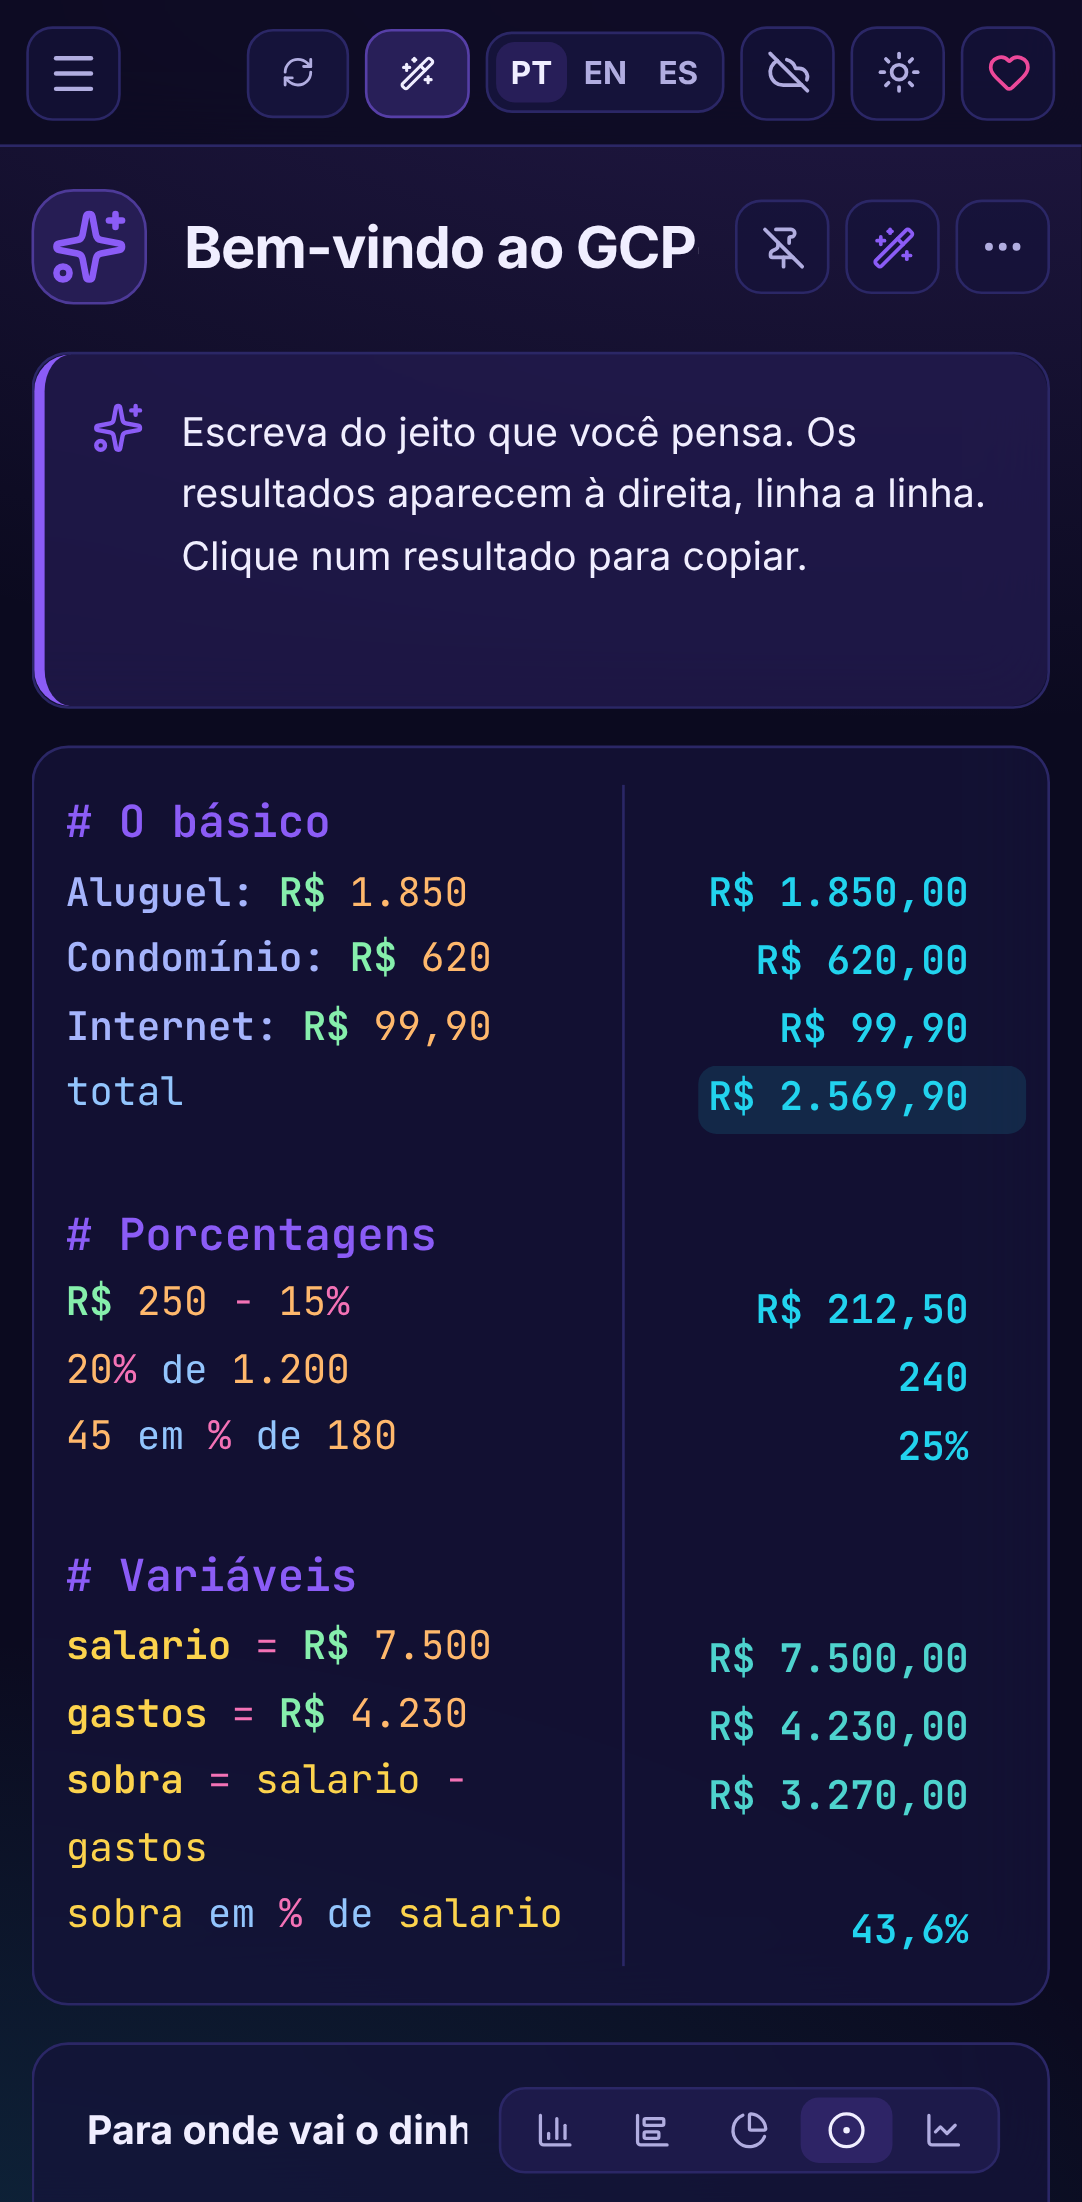 PT EN ES
Bem-vindo ao GCP
Escreva do jeito que você pensa. Os
resultados aparecem à direita, linha a linha.
Clique num resultado para copiar.
# O básico
Aluguel: R$ 1.850 R$ 1.850,00
Condomínio: R$ 620 R$ 620,00
Internet: R$ 99,90 R$ 99,90
total R$ 2.569,90
# Porcentagens
R$ 250 - 15% R$ 212,50
20% de 1.200 240
45 em % de 180 25%
# Variáveis
salario = R$ 7.500 R$ 7.500,00
gastos = R$ 4.230 R$ 4.230,00
sobra = salario - R$ 3.270,00
gastos
sobra em % de salario 43,6%
Para onde vai o dinh